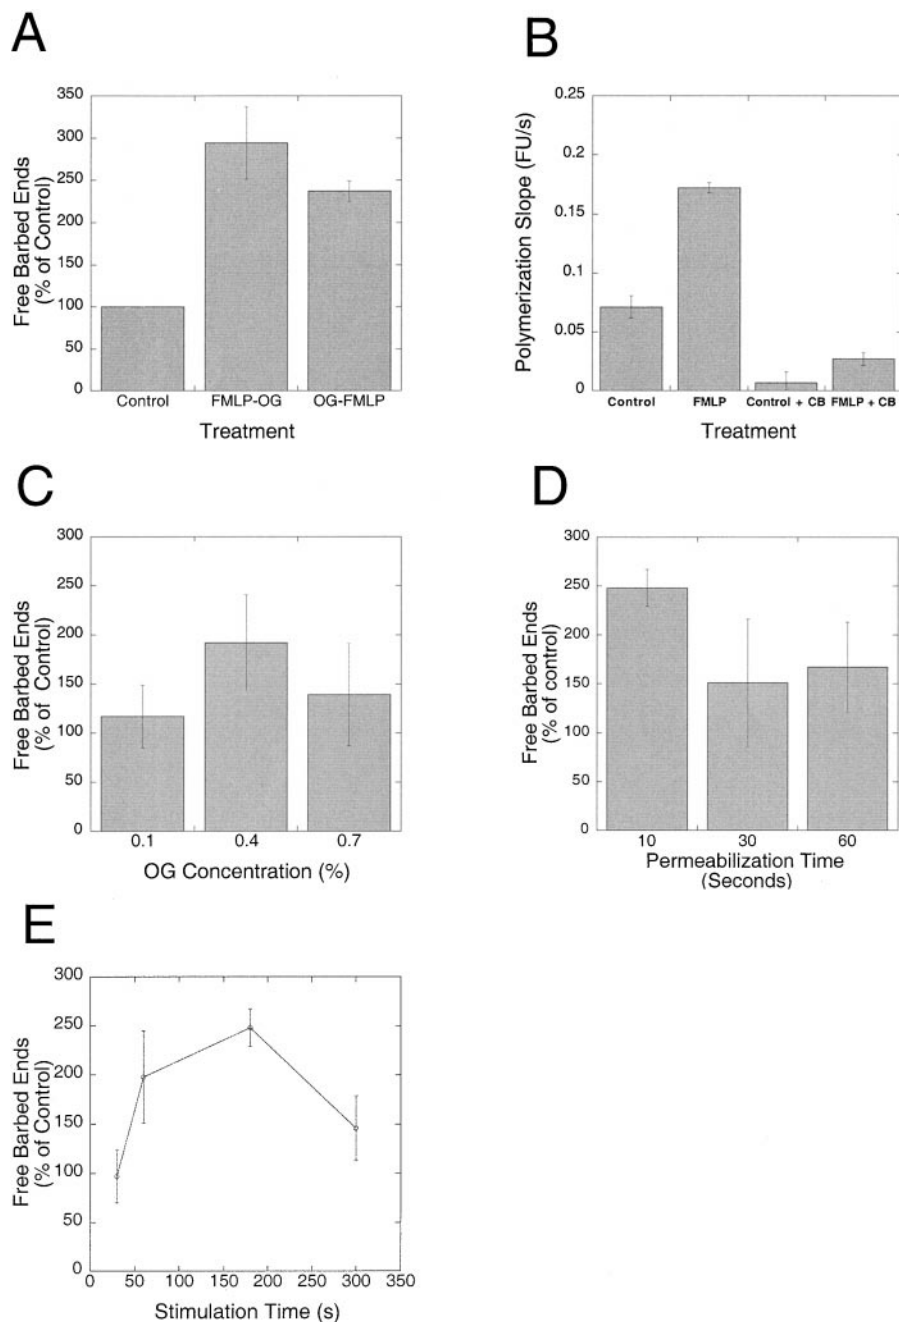 A
350
300
250
200
150
100
50
0
Free Barbed Ends
(% of Control)
Control FMLP-OG OG-FMLP
Treatment
B
0.25
0.2
0.15
0.1
0.05
0
Polymerization Slope (FU/s)
Control FMLP Control + CB FMLP + CB
Treatment
C
300
250
200
150
100
50
0
Free Barbed Ends
(% of Control)
0.1 0.4 0.7
OG Concentration (%)
D
300
250
200
150
100
50
0
Free Barbed Ends
(% of control)
10 30 60
Permeabilization Time
(Seconds)
E
300
250
200
150
100
50
0
Free Barbed Ends
(% of Control)
0 50 100 150 200 250 300 350
Stimulation Time (s)